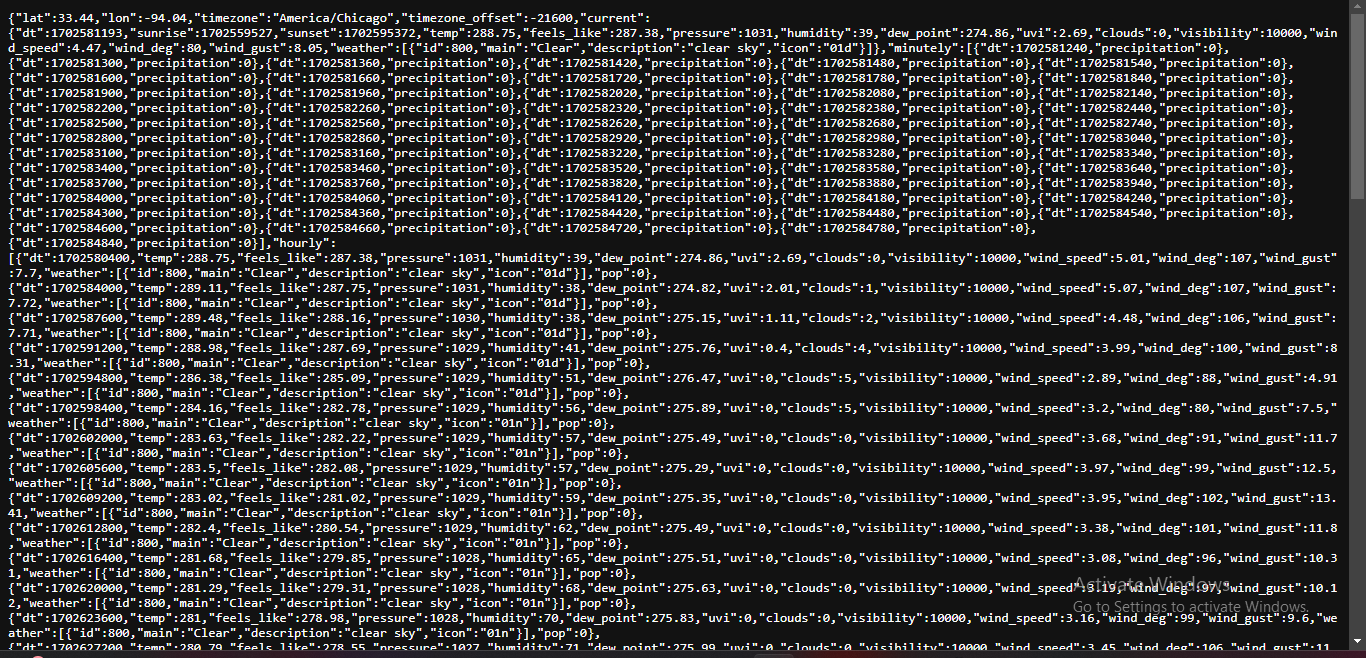 {"lat":33.44,"lon":-94.04,"timezone":"America/Chicago","timezone_offset":-21600,"current":
{"dt":1702581193,"sunrise":1702559527,"sunset":1702595372,"temp":288.75,"feels_like":287.38,"pressure":1031,"humidity":39,"dew_point":274.86,"uvi":2.69,"clouds":0,"visibility":10000,"win
d_speed":4.47,"wind_deg":80,"wind_gust":8.05,"weather":[{"id":800,"main":"Clear","description":"clear sky","icon":"01d"}]},"minutely":[{"dt":1702581240,"precipitation":0},
{"dt":1702581300,"precipitation":0},{"dt":1702581360,"precipitation":0},{"dt":1702581420,"precipitation":0},{"dt":1702581480,"precipitation":0},{"dt":1702581540,"precipitation":0},
{"dt":1702581600,"precipitation":0},{"dt":1702581660,"precipitation":0},{"dt":1702581720,"precipitation":0},{"dt":1702581780,"precipitation":0},{"dt":1702581840,"precipitation":0},
{"dt":1702581900,"precipitation":0},{"dt":1702581960,"precipitation":0},{"dt":1702582020,"precipitation":0},{"dt":1702582080,"precipitation":0},{"dt":1702582140,"precipitation":0},
{"dt":1702582200,"precipitation":0},{"dt":1702582260,"precipitation":0},{"dt":1702582320,"precipitation":0},{"dt":1702582380,"precipitation":0},{"dt":1702582440,"precipitation":0},
{"dt":1702582500,"precipitation":0},{"dt":1702582560,"precipitation":0},{"dt":1702582620,"precipitation":0},{"dt":1702582680,"precipitation":0},{"dt":1702582740,"precipitation":0},
{"dt":1702582800,"precipitation":0},{"dt":1702582860,"precipitation":0},{"dt":1702582920,"precipitation":0},{"dt":1702582980,"precipitation":0},{"dt":1702583040,"precipitation":0},
{"dt":1702583100,"precipitation":0},{"dt":1702583160,"precipitation":0},{"dt":1702583220,"precipitation":0},{"dt":1702583280,"precipitation":0},{"dt":1702583340,"precipitation":0},
{"dt":1702583400,"precipitation":0},{"dt":1702583460,"precipitation":0},{"dt":1702583520,"precipitation":0},{"dt":1702583580,"precipitation":0},{"dt":1702583640,"precipitation":0},
{"dt":1702583700,"precipitation":0},{"dt":1702583760,"precipitation":0},{"dt":1702583820,"precipitation":0},{"dt":1702583880,"precipitation":0},{"dt":1702583940,"precipitation":0},
{"dt":1702584000,"precipitation":0},{"dt":1702584060,"precipitation":0},{"dt":1702584120,"precipitation":0},{"dt":1702584180,"precipitation":0},{"dt":1702584240,"precipitation":0},
{"dt":1702584300,"precipitation":0},{"dt":1702584360,"precipitation":0},{"dt":1702584420,"precipitation":0},{"dt":1702584480,"precipitation":0},{"dt":1702584540,"precipitation":0},
{"dt":1702584600,"precipitation":0},{"dt":1702584660,"precipitation":0},{"dt":1702584720,"precipitation":0},{"dt":1702584780,"precipitation":0},
{"dt":1702584840,"precipitation":0}],"hourly":
[{"dt":1702580400,"temp":288.75,"feels_like":287.38,"pressure":1031,"humidity":39,"dew_point":274.86,"uvi":2.69,"clouds":0,"visibility":10000,"wind_speed":5.01,"wind_deg":107,"wind_gust"
:7.7,"weather":[{"id":800,"main":"Clear","description":"clear sky","icon":"01d"}],"pop":0},
{"dt":1702584000,"temp":289.11,"feels_like":287.75,"pressure":1031,"humidity":38,"dew_point":274.82,"uvi":2.01,"clouds":1,"visibility":10000,"wind_speed":5.07,"wind_deg":107,"wind_gust":
7.72,"weather":[{"id":800,"main":"Clear","description":"clear sky","icon":"01d"}],"pop":0},
{"dt":1702587600,"temp":289.48,"feels_like":288.16,"pressure":1030,"humidity":38,"dew_point":275.15,"uvi":1.11,"clouds":2,"visibility":10000,"wind_speed":4.48,"wind_deg":106,"wind_gust":
7.71,"weather":[{"id":800,"main":"Clear","description":"clear sky","icon":"01d"}],"pop":0},
{"dt":1702591200,"temp":288.98,"feels_like":287.69,"pressure":1029,"humidity":41,"dew_point":275.76,"uvi":0.4,"clouds":4,"visibility":10000,"wind_speed":3.99,"wind_deg":100,"wind_gust":8
.31,"weather":[{"id":800,"main":"Clear","description":"clear sky","icon":"01d"}],"pop":0},
{"dt":1702594800,"temp":286.38,"feels_like":285.09,"pressure":1029,"humidity":51,"dew_point":276.47,"uvi":0,"clouds":5,"visibility":10000,"wind_speed":2.89,"wind_deg":88,"wind_gust":4.91
,"weather":[{"id":800,"main":"Clear","description":"clear sky","icon":"01d"}],"pop":0},
{"dt":1702598400,"temp":284.16,"feels_like":282.78,"pressure":1029,"humidity":56,"dew_point":275.89,"uvi":0,"clouds":5,"visibility":10000,"wind_speed":3.2,"wind_deg":80,"wind_gust":7.5,"
weather":[{"id":800,"main":"Clear","description":"clear sky","icon":"01n"}],"pop":0},
{"dt":1702602000,"temp":283.63,"feels_like":282.22,"pressure":1029,"humidity":57,"dew_point":275.49,"uvi":0,"clouds":0,"visibility":10000,"wind_speed":3.68,"wind_deg":91,"wind_gust":11.7
,"weather":[{"id":800,"main":"Clear","description":"clear sky","icon":"01n"}],"pop":0},
{"dt":1702605600,"temp":283.5,"feels_like":282.08,"pressure":1029,"humidity":57,"dew_point":275.29,"uvi":0,"clouds":0,"visibility":10000,"wind_speed":3.97,"wind_deg":99,"wind_gust":12.5,
"weather":[{"id":800,"main":"Clear","description":"clear sky","icon":"01n"}],"pop":0},
{"dt":1702609200,"temp":283.02,"feels_like":281.02,"pressure":1029,"humidity":59,"dew_point":275.35,"uvi":0,"clouds":0,"visibility":10000,"wind_speed":3.95,"wind_deg":102,"wind_gust":13.
41,"weather":[{"id":800,"main":"Clear","description":"clear sky","icon":"01n"}],"pop":0},
{"dt":1702612800,"temp":282.4,"feels_like":280.54,"pressure":1029,"humidity":62,"dew_point":275.49,"uvi":0,"clouds":0,"visibility":10000,"wind_speed":3.38,"wind_deg":101,"wind_gust":11.8
,"weather":[{"id":800,"main":"Clear","description":"clear sky","icon":"01n"}],"pop":0},
{"dt":1702616400,"temp":281.68,"feels_like":279.85,"pressure":1028,"humidity":65,"dew_point":275.51,"uvi":0,"clouds":0,"visibility":10000,"wind_speed":3.08,"wind_deg":96,"wind_gust":10.3
1,"weather":[{"id":800,"main":"Clear","description":"clear sky","icon":"01n"}],"pop":0},
{"dt":1702620000,"temp":281.29,"feels_like":279.31,"pressure":1028,"humidity":68,"dew_point":275.63,"uvi":0,"clouds":0,"visibility":10000,"wind_speed":3.19,"wind_deg":97,"wind_gust":10.1
2,"weather":[{"id":800,"main":"Clear","description":"clear sky","icon":"01n"}],"pop":0},
{"dt":1702623600,"temp":281,"feels_like":278.98,"pressure":1028,"humidity":70,"dew_point":275.83,"uvi":0,"clouds":0,"visibility":10000,"wind_speed":3.16,"wind_deg":99,"wind_gust":9.6,"we
ather":[{"id":800,"main":"Clear","description":"clear sky","icon":"01n"}],"pop":0},
{"dt":1702627200,"temp":280.79,"feels_like":278.55,"pressure":1027,"humidity":71,"dew_point":275.99,"uvi":0,"clouds":0,"visibility":10000,"wind_speed":3.45,"wind_deg":106,"wind_gust":11
Activate Windows
Go to Settings to activate Windows.